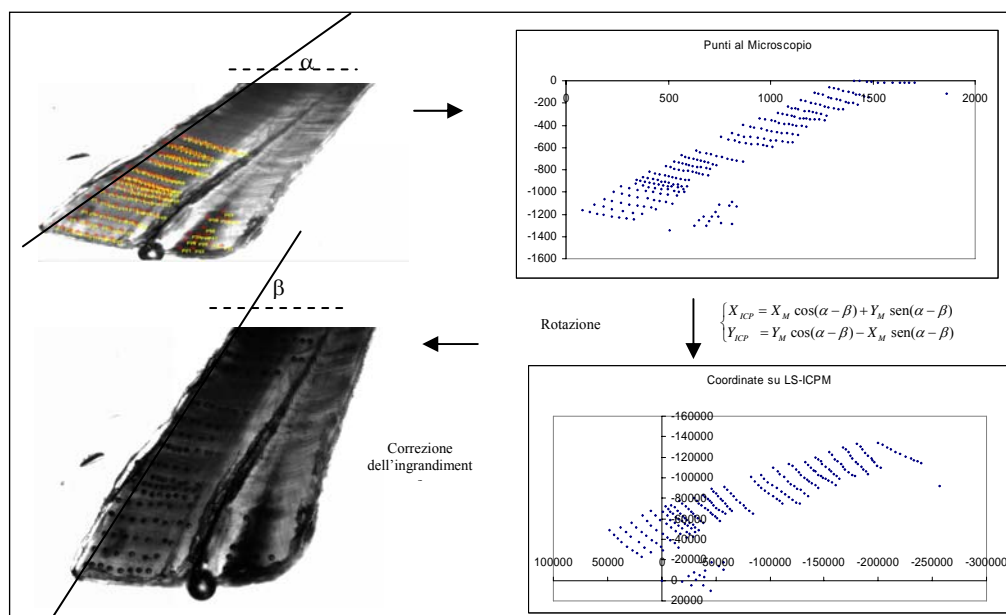 α
Punti al Microscopio
0
-200
-400
-600
-800
-1000
-1200
-1400
-1600
0 500 1000 1500 2000
β
Rotazione
X_ICP = X_M cos(α − β) + Y_M sen(α − β)
Y_ICP = Y_M cos(α − β) − X_M sen(α − β)
Correzione
dell'ingrandiment
-
Coordinate su LS-ICPM
-160000
-140000
-120000
-100000
-80000
-60000
-40000
-20000
0
20000
100000 50000 0 -50000 -100000 -150000 -200000 -250000 -300000